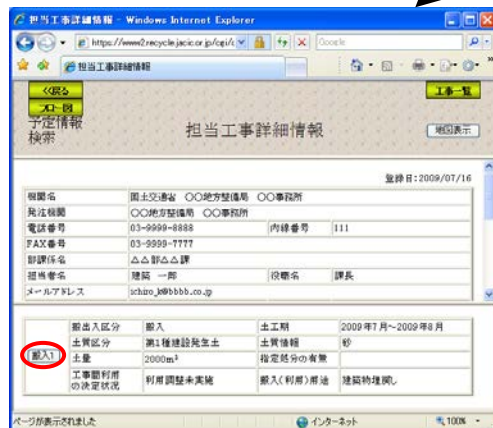 担当工事詳細情報 - Windows Internet Explorer
https://www2.recycle.jacic.or.jp/cgi/c
Google
担当工事詳細情報
<<戻る
フロー図
予定情報
検索
担当工事詳細情報
工事一覧
地図表示
登録日:2009/07/16
機関名 国土交通省 〇〇地方整備局 〇〇事務所
発注機関 〇〇地方整備局 〇〇事務所
電話番号 03-9999-8888 内線番号 111
FAX番号 03-9999-7777
部課係名 △△部△△課
担当者名 建築 一郎 役職名 課長
メールアドレス ichiro_k@bbbb.co.jp
搬入1
搬出入区分 搬入 土工期 2009年7月~2009年8月
土質区分 第1種建設発生土 土質情報 砂
土量 2000m³ 指定処分の有無
工事間利用の決定状況 利用調整未実施 搬入(利用)用途 建築物埋戻し
ページが表示されました
インターネット
100%